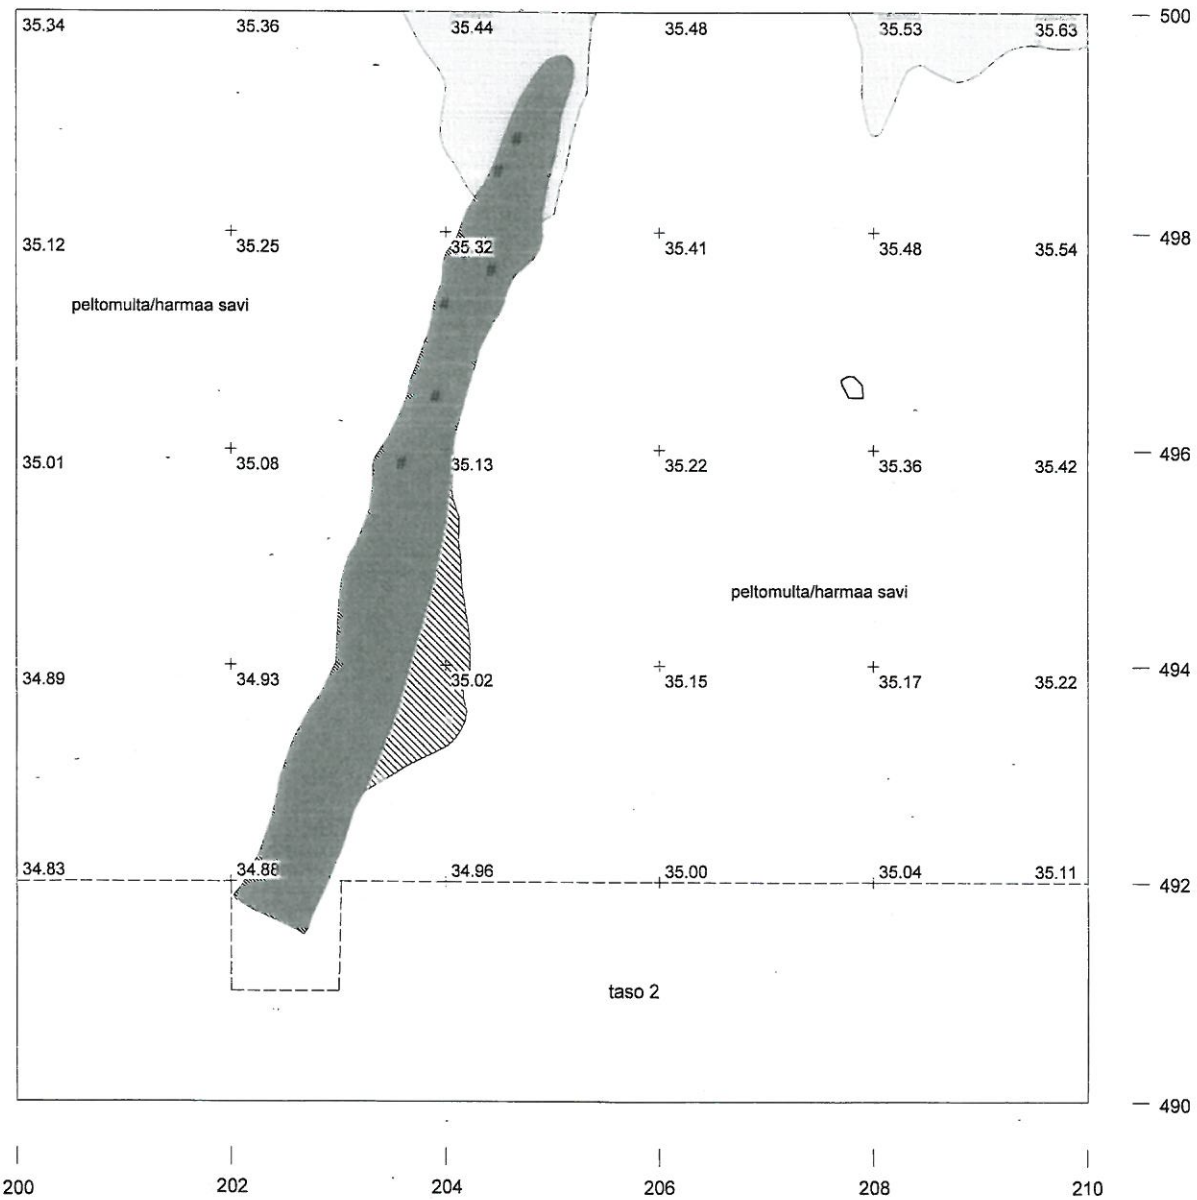 35.34 35.36 35.44 35.48 35.53 35.63 500
35.12 35.25 35.32 35.41 35.48 35.54 498
peltomulta/harmaa savi
35.01 35.08 35.13 35.22 35.36 35.42 496
peltomulta/harmaa savi
34.89 34.93 35.02 35.15 35.17 35.22 494
34.83 34.88 34.96 35.00 35.04 35.11 492
taso 2
490
200 202 204 206 208 210